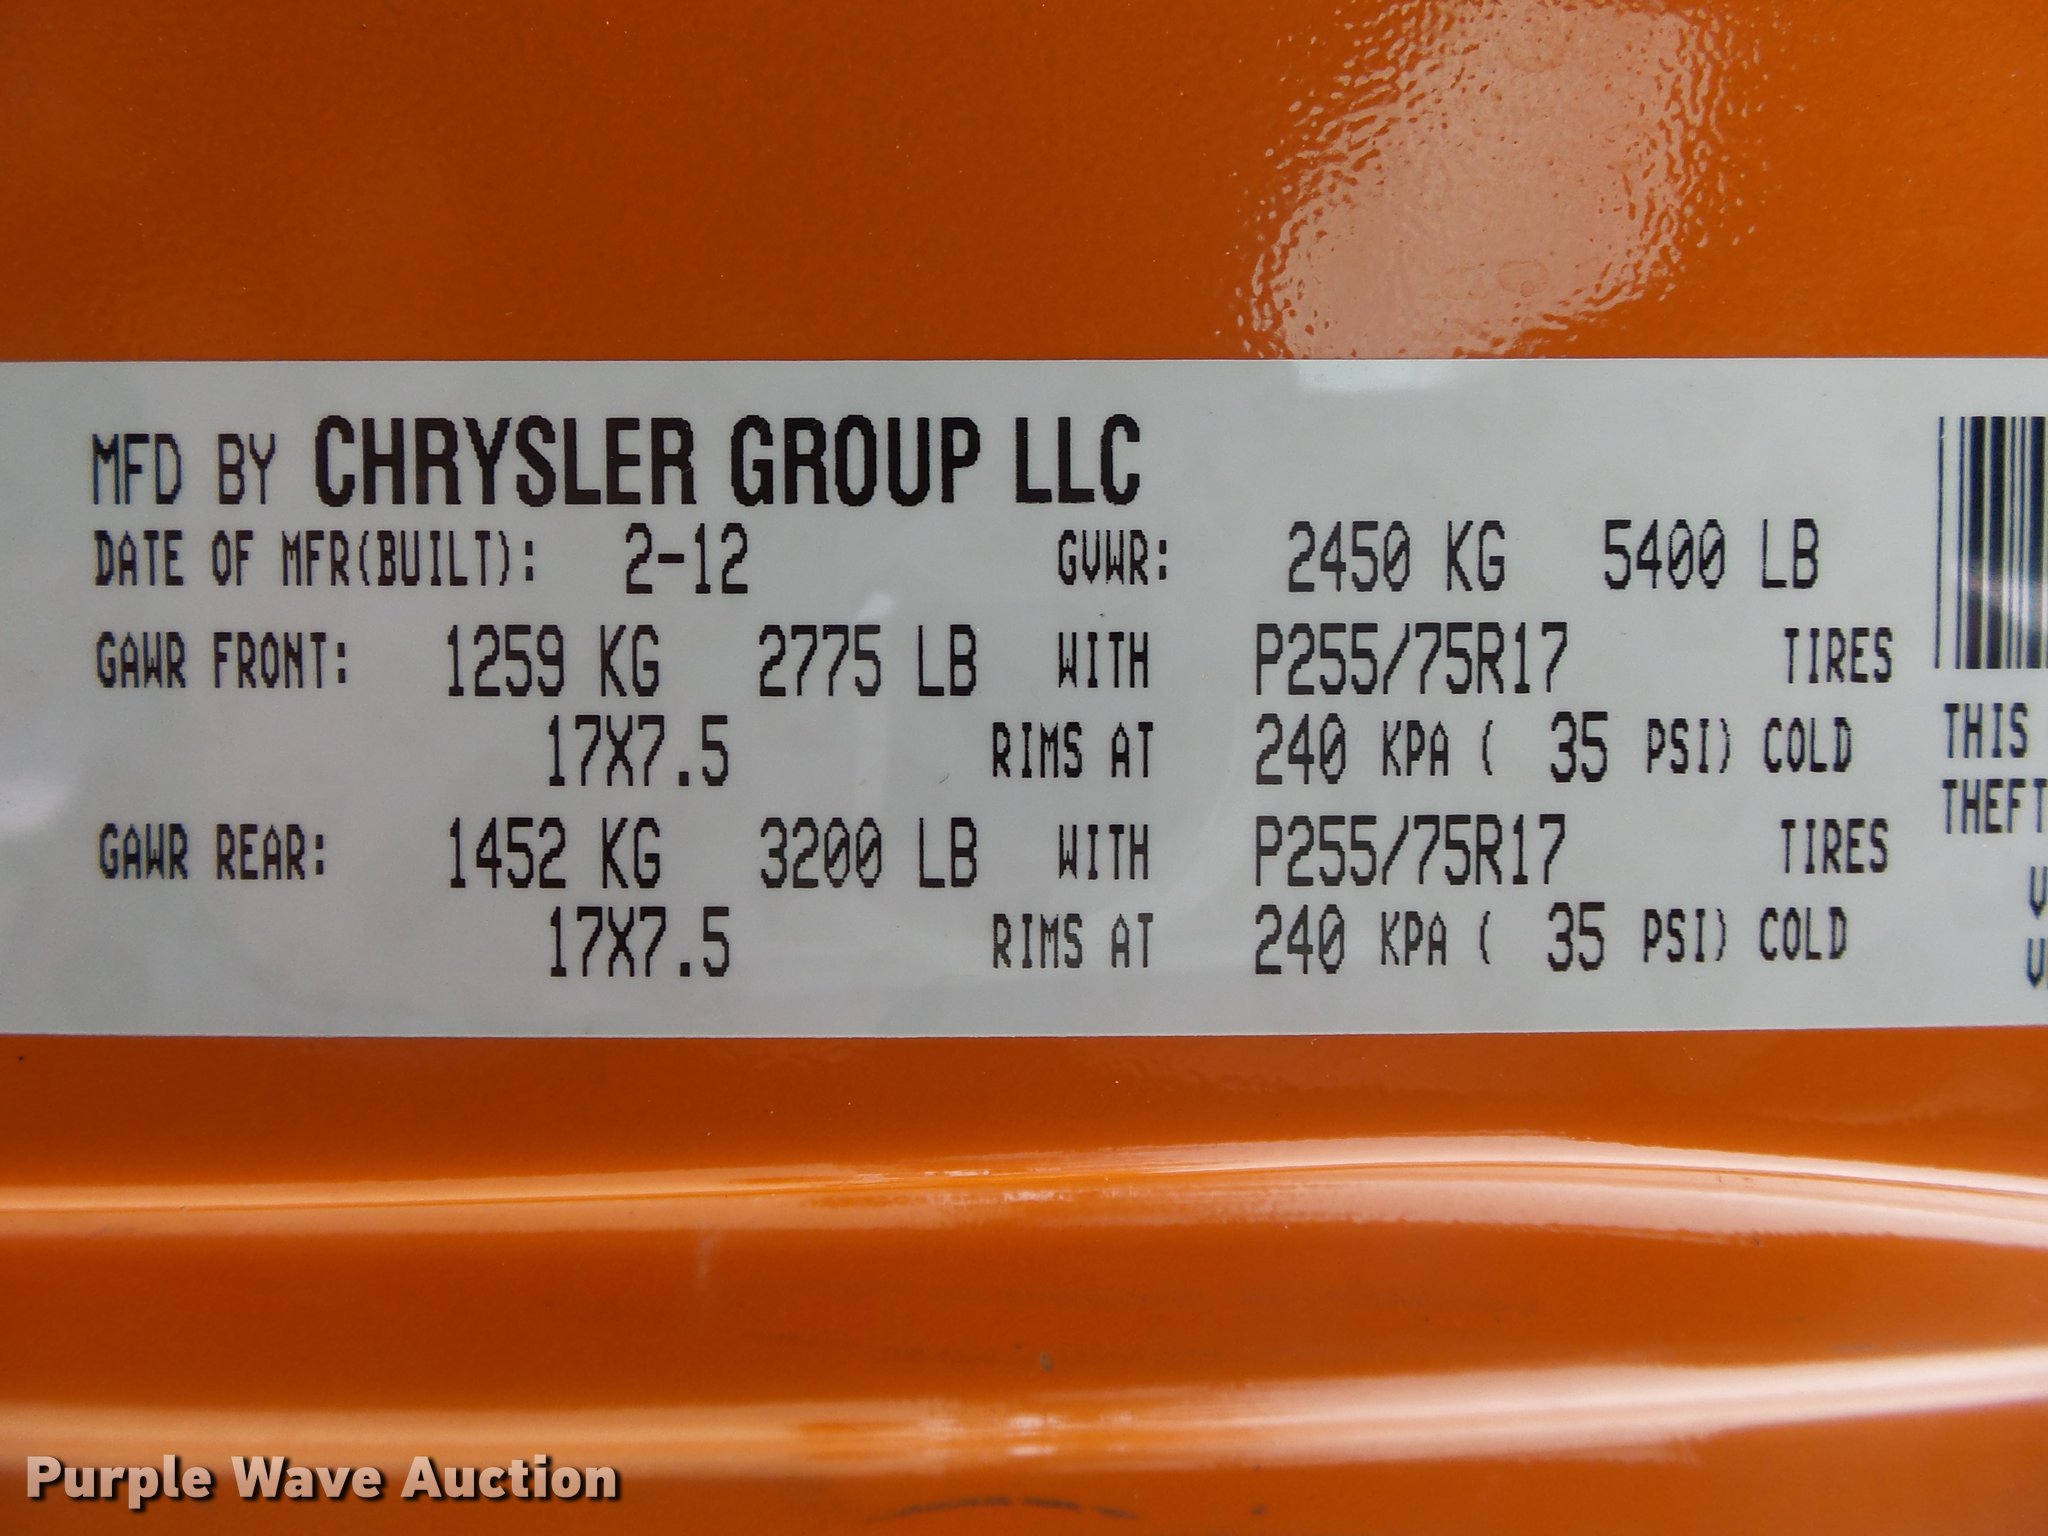 MFD BY CHRYSLER GROUP LLC
DATE OF MFR(BUILT): 2-12 GVWR: 2450 KG 5400 LB
GAWR FRONT: 1259 KG 2775 LB WITH P255/75R17 TIRES
17X7.5 RIMS AT 240 KPA ( 35 PSI) COLD
GAWR REAR: 1452 KG 3200 LB WITH P255/75R17 TIRES
17X7.5 RIMS AT 240 KPA ( 35 PSI) COLD
THIS
THEFT
Purple Wave Auction